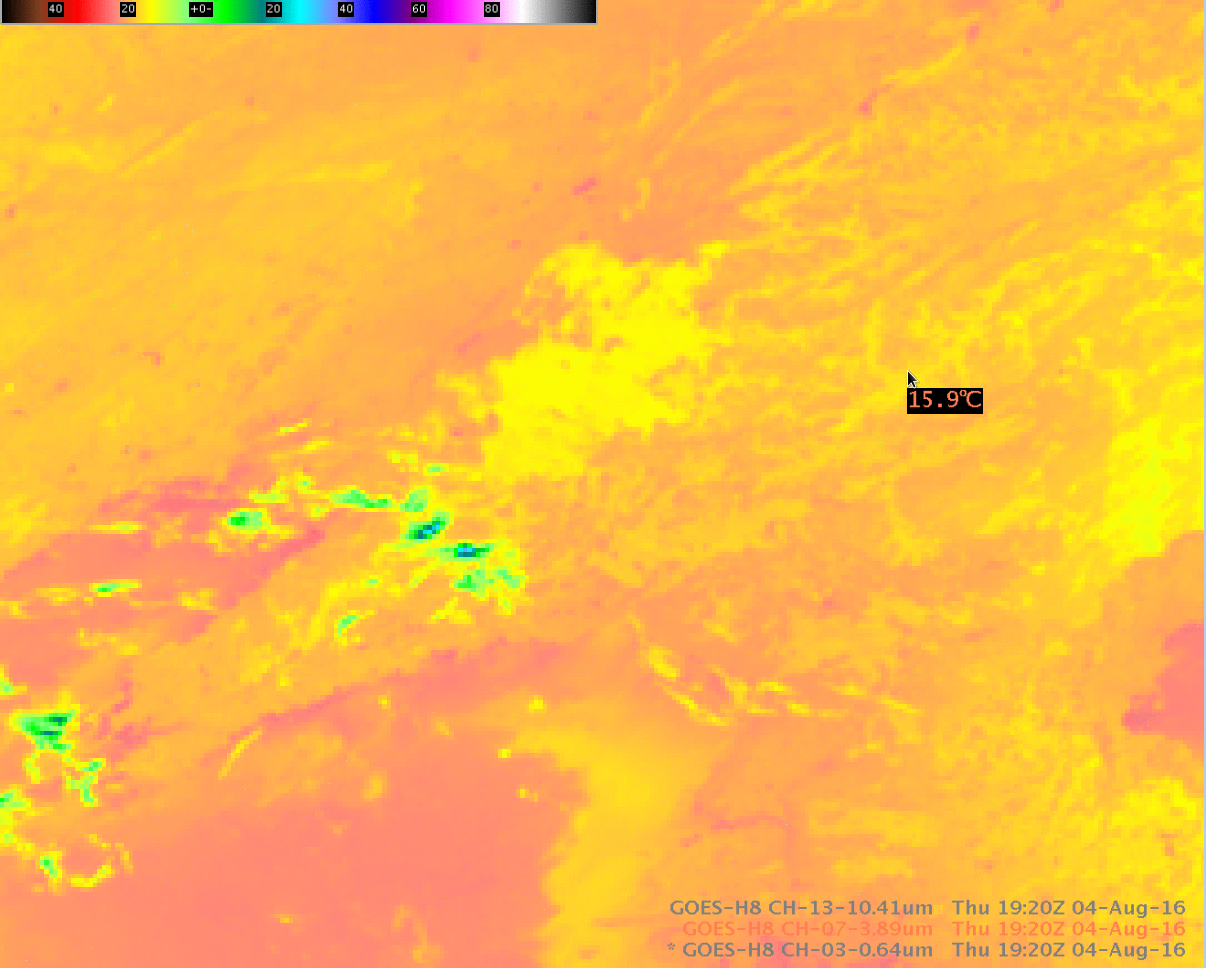 40 20 +0- 20 40 60 80
15.9°C
GOES-H8 CH-13-10.41um Thu 19:20Z 04-Aug-16
GOES-H8 CH-07-3.89um Thu 19:20Z 04-Aug-16
* GOES-H8 CH-03-0.64um Thu 19:20Z 04-Aug-16